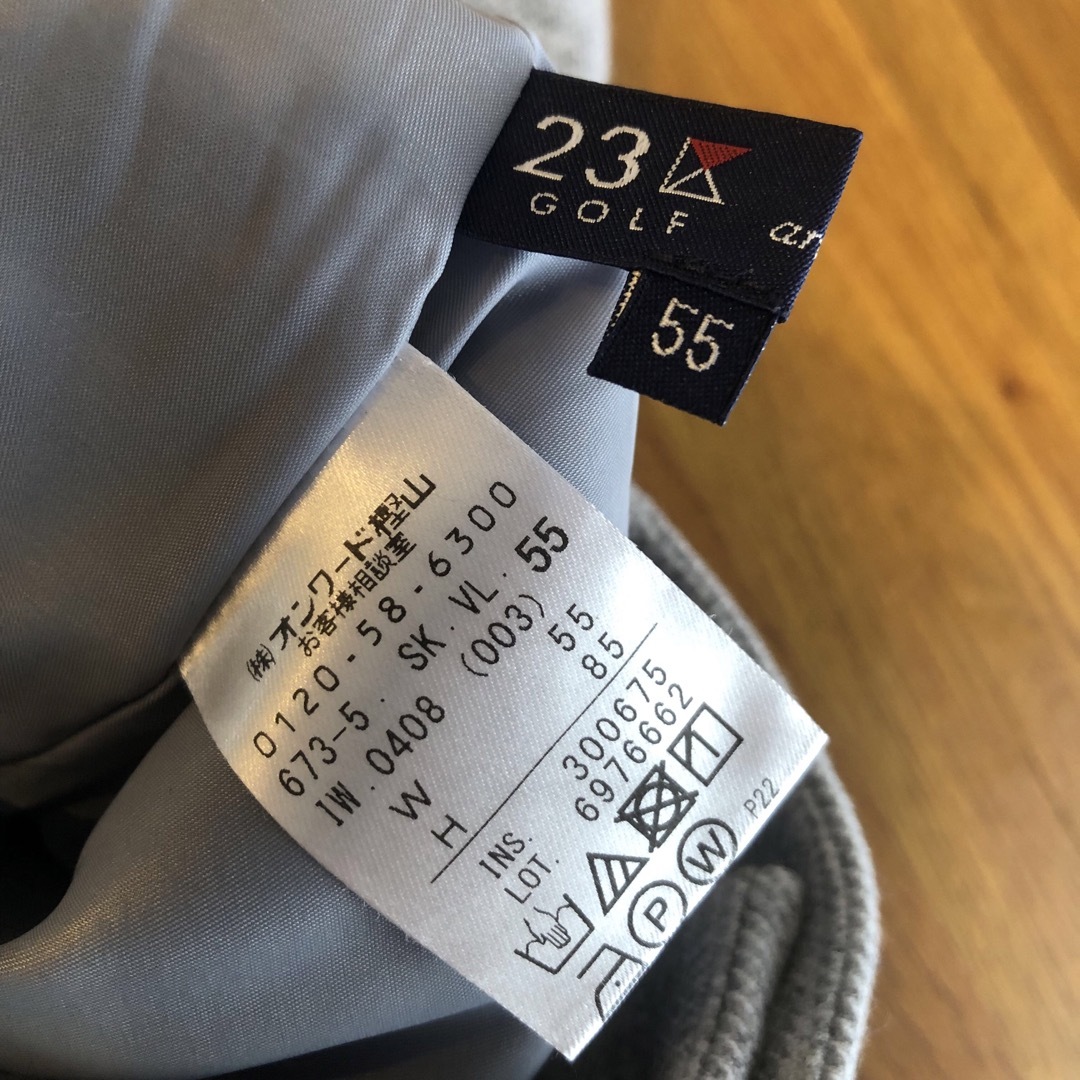 23
GOLF
ar
55
(株)オンワード樫山
お客様相談室
0120-58-6300
673-5. SK.VL. 55
IW.0408 (003)
W 55
H 85
INS. 300675
LOT. 6976662
P
W
P22